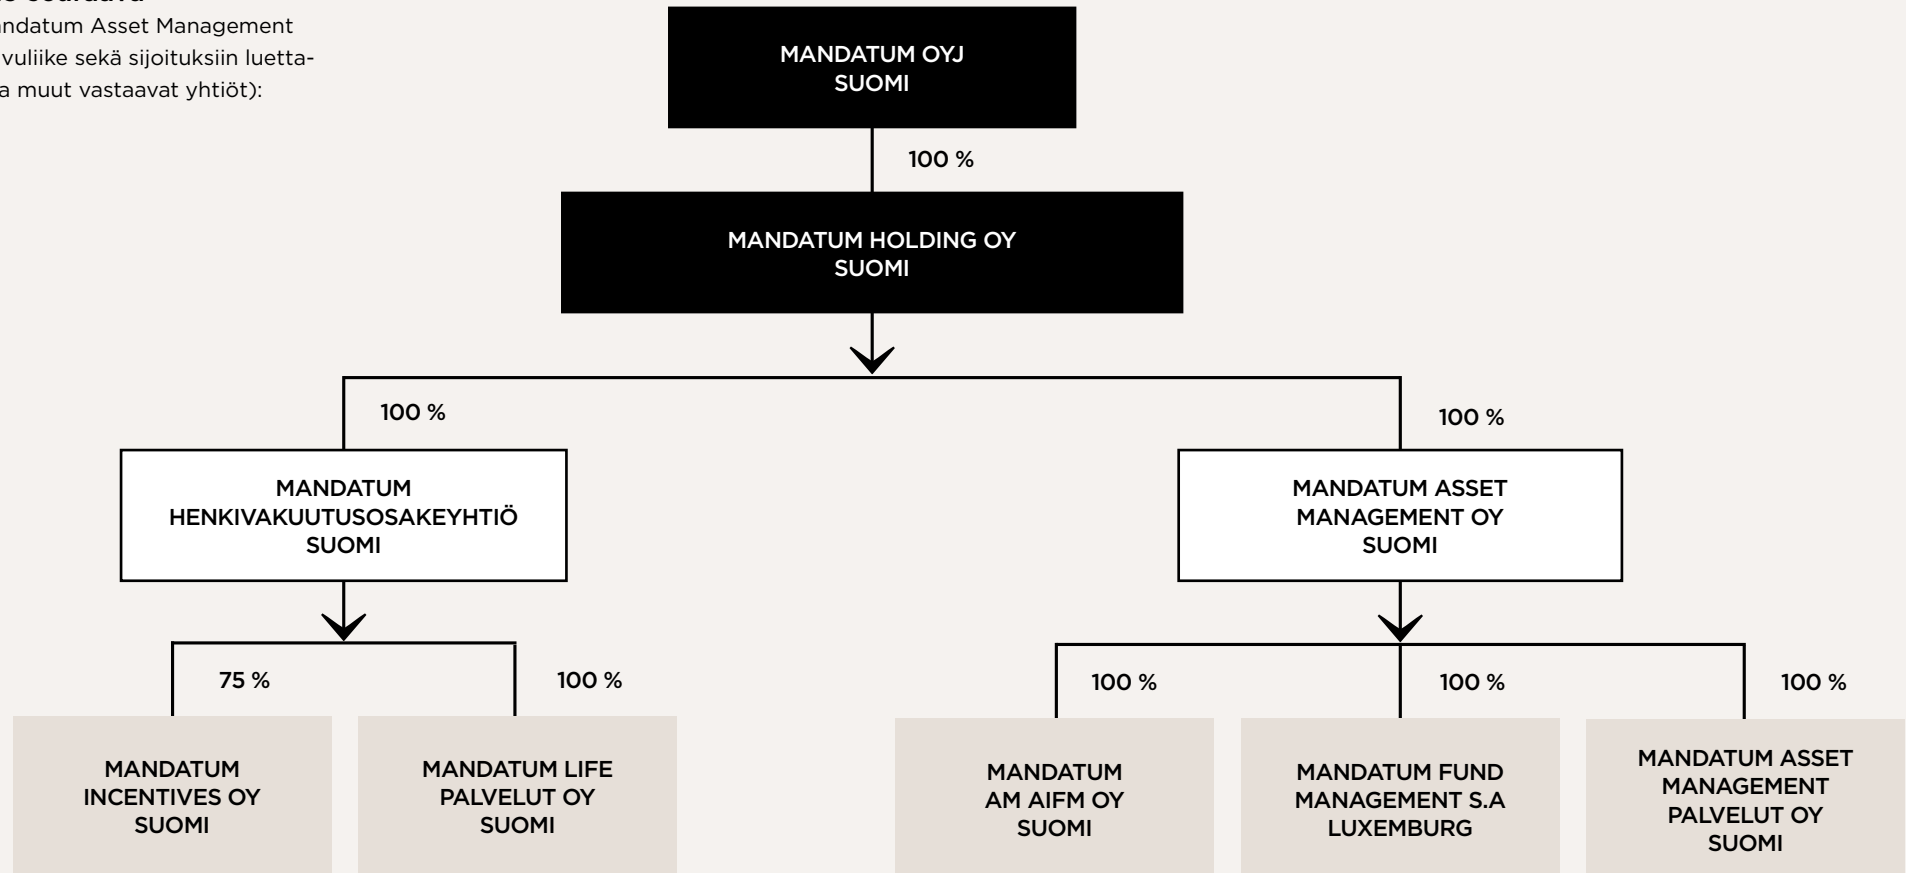 Mandatum Asset Management
sekä sijoituksiin luetta-
muut vastaavat yhtiöt):
MANDATUM OYJ
SUOMI
100 %
MANDATUM HOLDING OY
SUOMI
100 %
100 %
MANDATUM
HENKIVAKUUTUSOSAKEYHTIÖ
SUOMI
MANDATUM ASSET
MANAGEMENT OY
SUOMI
75 %
100 %
100 %
100 %
100 %
MANDATUM
INCENTIVES OY
SUOMI
MANDATUM LIFE
PALVELUT OY
SUOMI
MANDATUM
AM AIFM OY
SUOMI
MANDATUM FUND
MANAGEMENT S.A
LUXEMBURG
MANDATUM ASSET
MANAGEMENT
PALVELUT OY
SUOMI